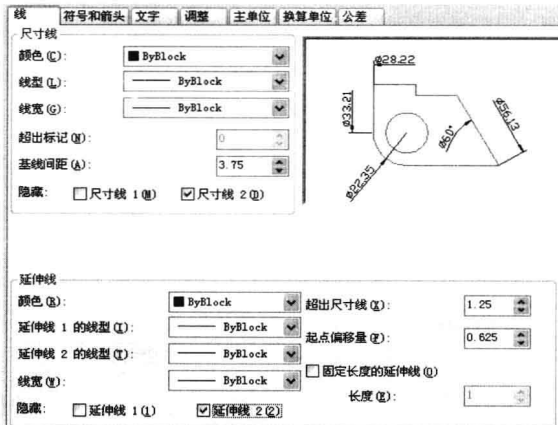 线 符号和箭头 文字 调整 主单位 换算单位 公差
尺寸线
颜色(C): ByBlock
线型(L): ByBlock
线宽(G): ByBlock
超出标记(N): 0
基线间距(A): 3.75
隐藏: 尺寸线 1(M) 尺寸线 2(D)
ø28.22
ø33.21
ø56.13
ø60°
ø22.35
延伸线
颜色(R): ByBlock
延伸线 1 的线型(I): ByBlock
延伸线 2 的线型(T): ByBlock
线宽(W): ByBlock
隐藏: 延伸线 1(1) 延伸线 2(2)
超出尺寸线(X): 1.25
起点偏移量(F): 0.625
固定长度的延伸线(O)
长度(E): 1